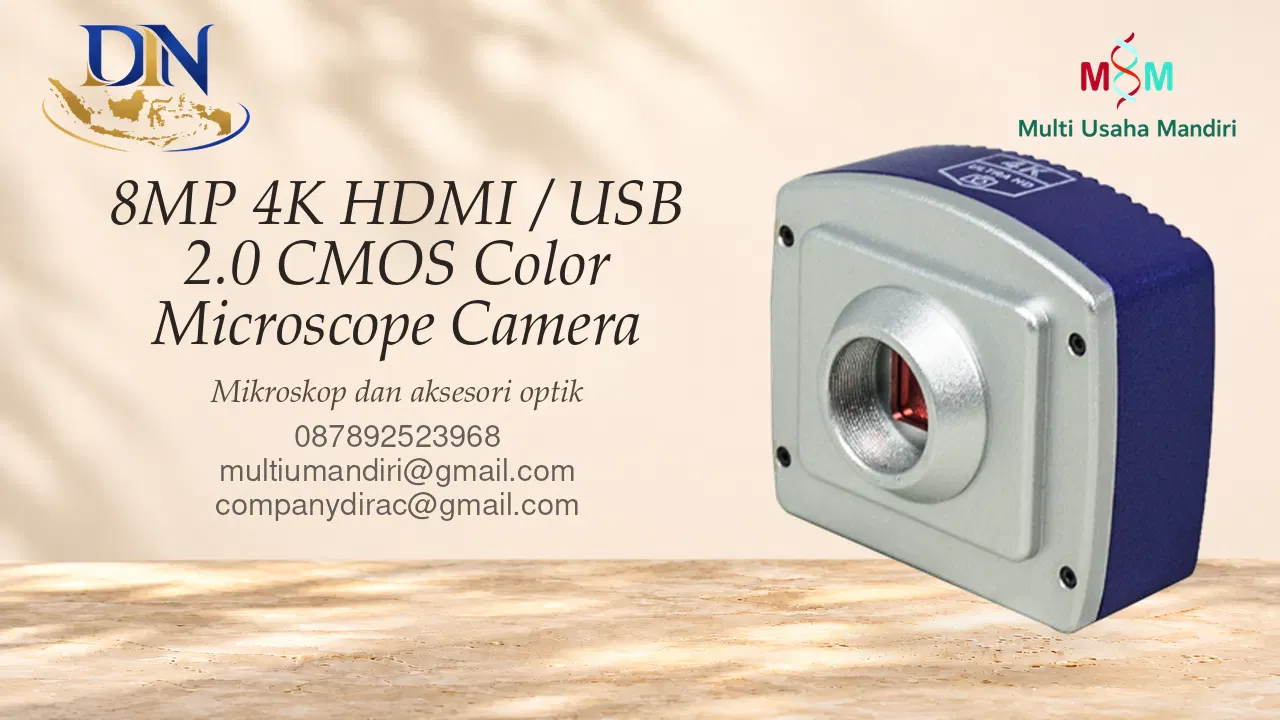 DIN
M M
Multi Usaha Mandiri
4K
ULTRA HD
8MP 4K HDMI / USB
2.0 CMOS Color
Microscope Camera
Mikroskop dan aksesori optik
087892523968
multiumandiri@gmail.com
companydirac@gmail.com